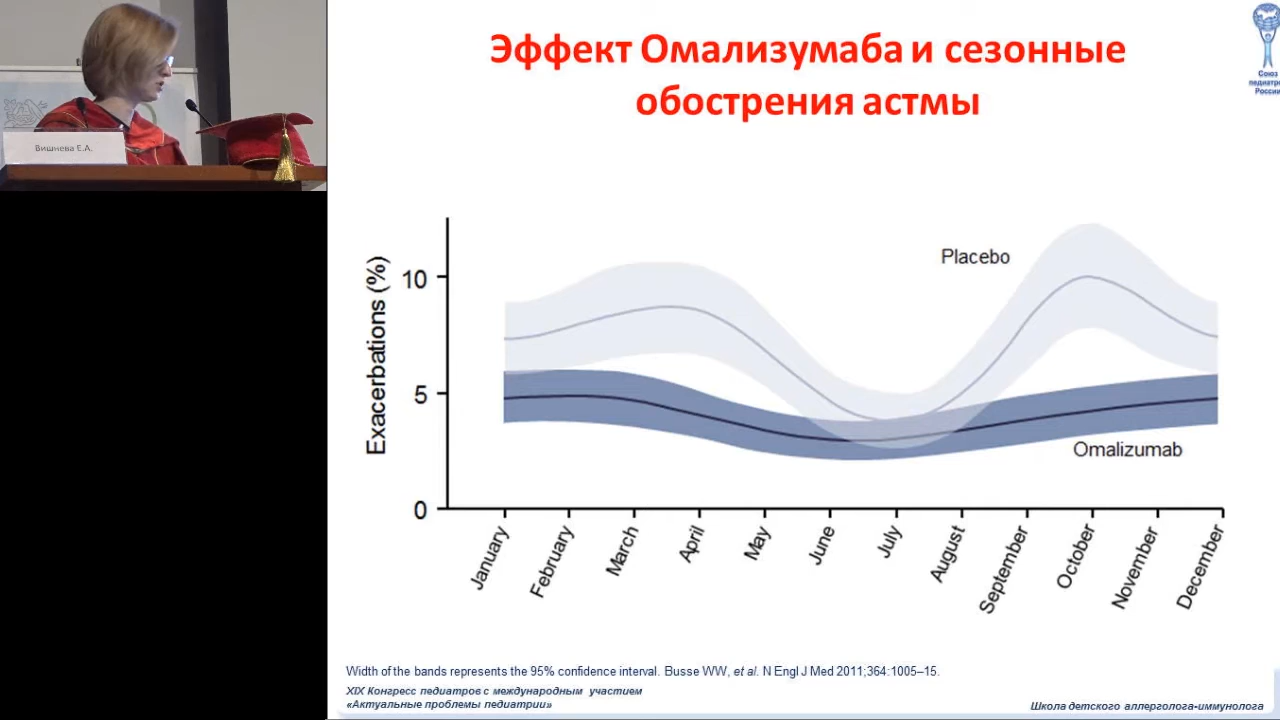 Эффект Омализумаба и сезонные
обострения астмы
Союз
педиатров
России
Вишнева Е.А.
Exacerbations (%)
10
5
0
Placebo
Omalizumab
January
February
March
April
May
June
July
August
September
October
November
December
Width of the bands represents the 95% confidence interval. Busse WW, et al. N Engl J Med 2011;364:1005–15.
XIX Конгресс педиатров с международным участием
«Актуальные проблемы педиатрии»
Школа детского аллерголога-иммунолога